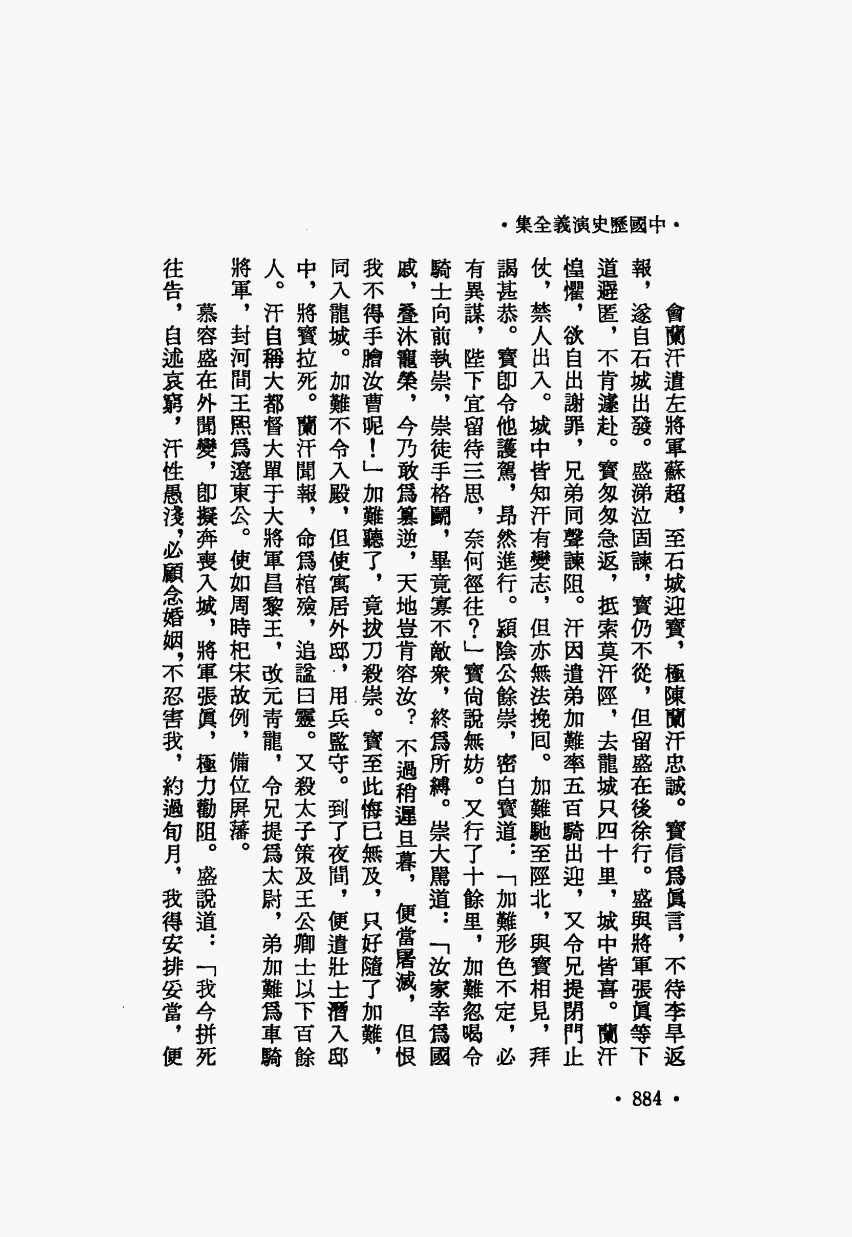 •中國歷史演義全集•
會蘭汗遣左將軍蘇超，至石城迎寶，極陳蘭汗忠誠。寶信爲眞言，不待李旱返
報，遂自石城出發。盛涕泣固諫，寶仍不從，但留盛在後徐行。盛與將軍張眞等下
道避匿，不肯遽赴。寶匆匆急返，抵索莫汗陘，去龍城只四十里，城中皆喜。蘭汗
惶懼，欲自出謝罪，兄弟同聲諫阻。汗因遣弟加難率五百騎出迎，又令兄提閉門止
仗，禁人出入。城中皆知汗有變志，但亦無法挽回。加難馳至陘北，與寶相見，拜
謁甚恭。寶卽令他護駕，昂然進行。潁陰公餘崇，密白寶道：「加難形色不定，必
有異謀，陛下宜留待三思，奈何徑往？」寶尙說無妨。又行了十餘里，加難忽喝令
騎士向前執崇，崇徒手格鬭，畢竟寡不敵衆，終爲所縛。崇大駡道：「汝家幸爲國
戚，叠沐寵榮，今乃敢爲篡逆，天地豈肯容汝？不過稍遲旦暮，便當屠滅，但恨
我不得手膾汝曹呢！」加難聽了，竟拔刀殺崇。寶至此悔已無及，只好隨了加難，
同入龍城。加難不令入殿，但使寓居外邸，用兵監守。到了夜間，便遣壯士潛入邸
中，將寶拉死。蘭汗聞報，命爲棺殮，追諡曰靈。又殺太子策及王公卿士以下百餘
人。汗自稱大都督大單于大將軍昌黎王，改元青龍，令兄提爲太尉，弟加難爲車騎
將軍，封河間王熙爲遼東公。使如周時杞宋故例，備位屏藩。
慕容盛在外聞變，卽擬奔喪入城，將軍張眞，極力勸阻。盛說道：「我今拼死
往告，自述哀窮，汗性愚淺，必顧念婚姻，不忍害我，約過旬月，我得安排妥當，便
•884•